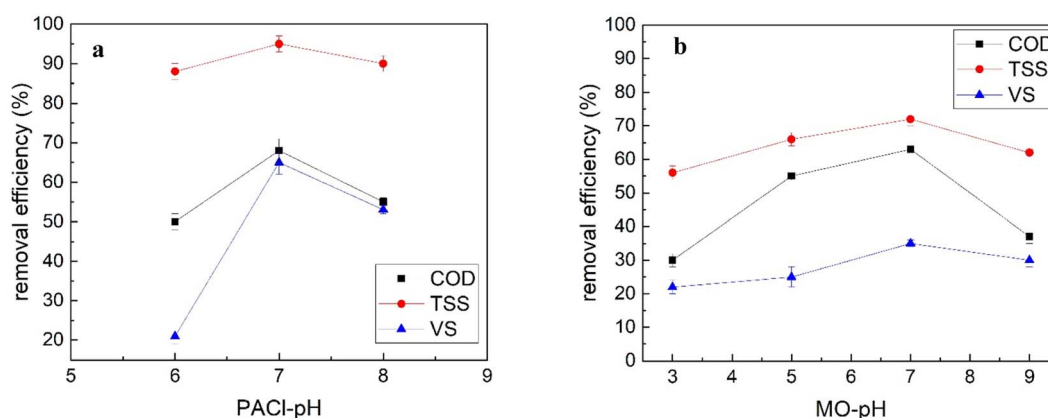 a
removal efficiency (%)
100
90
80
70
60
50
40
30
20
COD
TSS
VS
5 6 7 8 9
PACl-pH
b
removal efficiency (%)
100
90
80
70
60
50
40
30
20
10
0
COD
TSS
VS
3 4 5 6 7 8 9
MO-pH